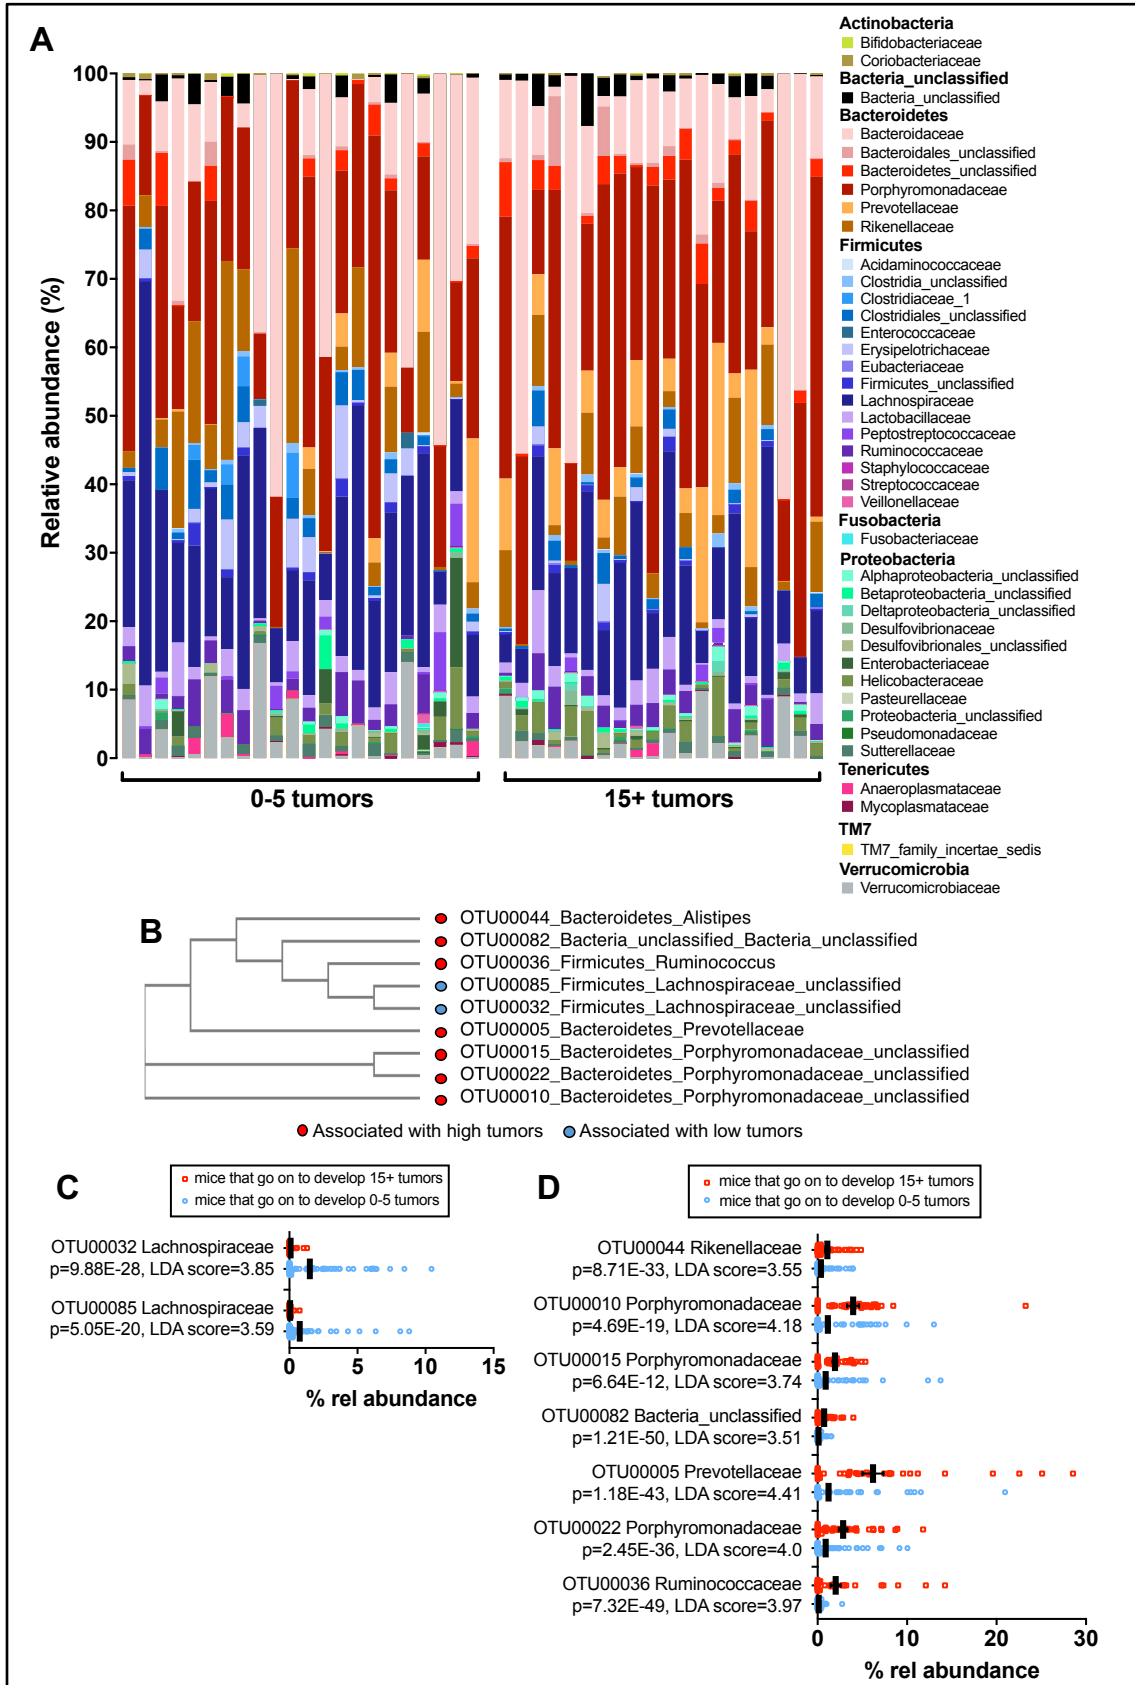 A
Relative abundance (%)
100
90
80
70
60
50
40
30
20
10
0
0-5 tumors
15+ tumors
Actinobacteria
Bifidobacteriaceae
Coriobacteriaceae
Bacteria_unclassified
Bacteria_unclassified
Bacteroidetes
Bacteroidaceae
Bacteroidales_unclassified
Bacteroidetes_unclassified
Porphyromonadaceae
Prevotellaceae
Rikenellaceae
Firmicutes
Acidaminococcaceae
Clostridia_unclassified
Clostridiaceae_1
Clostridiales_unclassified
Enterococcaceae
Erysipelotrichaceae
Eubacteriaceae
Firmicutes_unclassified
Lachnospiraceae
Lactobacillaceae
Peptostreptococcaceae
Ruminococcaceae
Staphylococcaceae
Streptococcaceae
Veillonellaceae
Fusobacteria
Fusobacteriaceae
Proteobacteria
Alphaproteobacteria_unclassified
Betaproteobacteria_unclassified
Deltaproteobacteria_unclassified
Desulfovibrionaceae
Desulfovibrionales_unclassified
Enterobacteriaceae
Helicobacteraceae
Pasteurellaceae
Proteobacteria_unclassified
Pseudomonadaceae
Sutterellaceae
Tenericutes
Anaeroplasmataceae
Mycoplasmataceae
TM7
TM7_family_incertae_sedis
Verrucomicrobia
Verrucomicrobiaceae
B
OTU00044_Bacteroidetes_Alistipes
OTU00082_Bacteria_unclassified_Bacteria_unclassified
OTU00036_Firmicutes_Ruminococcus
OTU00085_Firmicutes_Lachnospiraceae_unclassified
OTU00032_Firmicutes_Lachnospiraceae_unclassified
OTU00005_Bacteroidetes_Prevotellaceae
OTU00015_Bacteroidetes_Porphyromonadaceae_unclassified
OTU00022_Bacteroidetes_Porphyromonadaceae_unclassified
OTU00010_Bacteroidetes_Porphyromonadaceae_unclassified
Associated with high tumors
Associated with low tumors
C
mice that go on to develop 15+ tumors
mice that go on to develop 0-5 tumors
OTU00032 Lachnospiraceae
p=9.88E-28, LDA score=3.85
OTU00085 Lachnospiraceae
p=5.05E-20, LDA score=3.59
0 5 10 15
% rel abundance
D
mice that go on to develop 15+ tumors
mice that go on to develop 0-5 tumors
OTU00044 Rikenellaceae
p=8.71E-33, LDA score=3.55
OTU00010 Porphyromonadaceae
p=4.69E-19, LDA score=4.18
OTU00015 Porphyromonadaceae
p=6.64E-12, LDA score=3.74
OTU00082 Bacteria_unclassified
p=1.21E-50, LDA score=3.51
OTU00005 Prevotellaceae
p=1.18E-43, LDA score=4.41
OTU00022 Porphyromonadaceae
p=2.45E-36, LDA score=4.0
OTU00036 Ruminococcaceae
p=7.32E-49, LDA score=3.97
0 10 20 30
% rel abundance